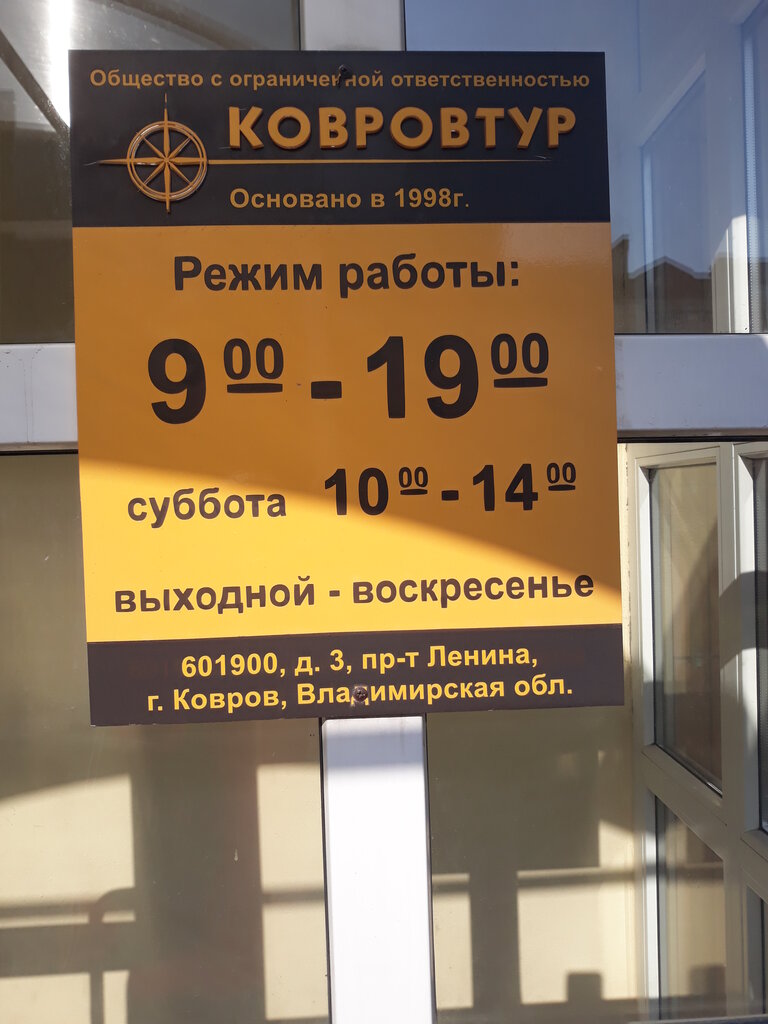 Общество с ограниченной ответственностью
КОВРОВТУР
Основано в 1998г.
Режим работы:
9 00 - 19 00
суббота 10 00 - 14 00
выходной - воскресенье
601900, д. 3, пр-т Ленина,
г. Ковров, Владимирская обл.